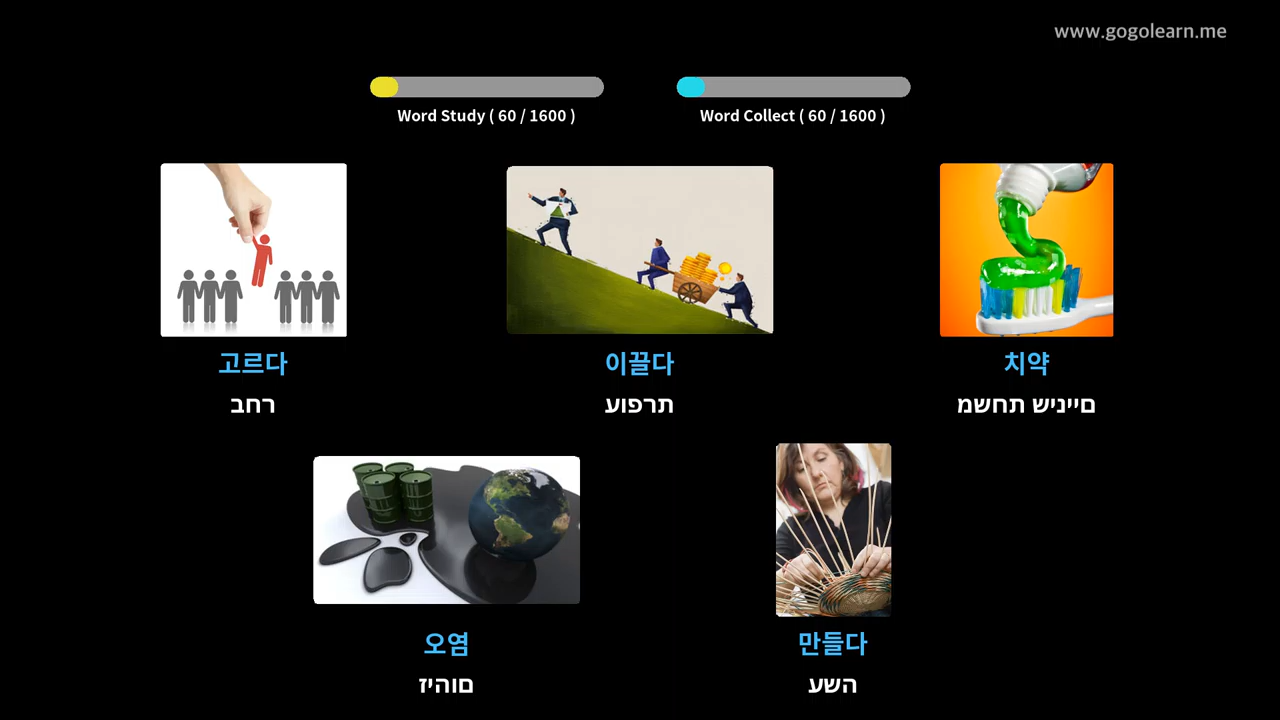 www.gogolearn.me
Word Study ( 60 / 1600 )
Word Collect ( 60 / 1600 )
고르다
בחר
이끌다
עופרת
치약
משחת שיניים
오염
זיהום
만들다
עשה